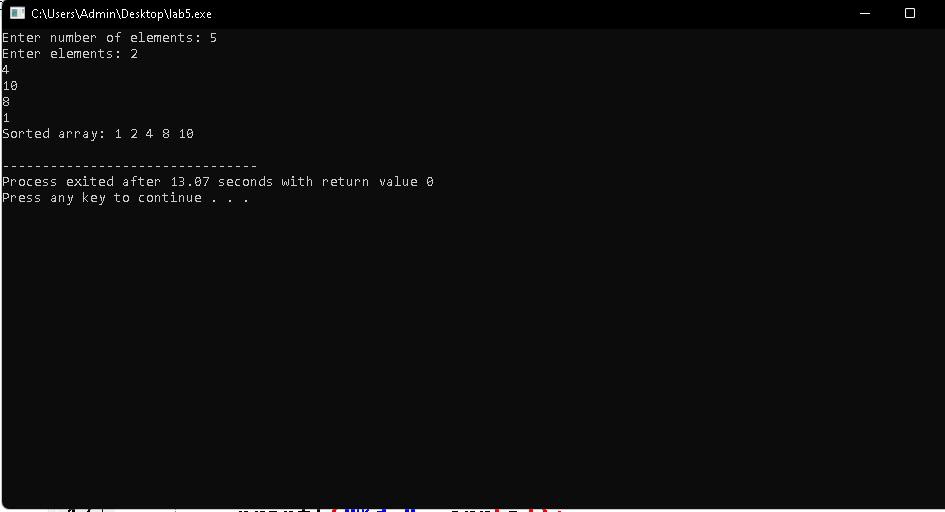 C:\Users\Admin\Desktop\lab5.exe
Enter number of elements: 5
Enter elements: 2
4
10
8
1
Sorted array: 1 2 4 8 10
--------------------------------
Process exited after 13.07 seconds with return value 0
Press any key to continue . . .